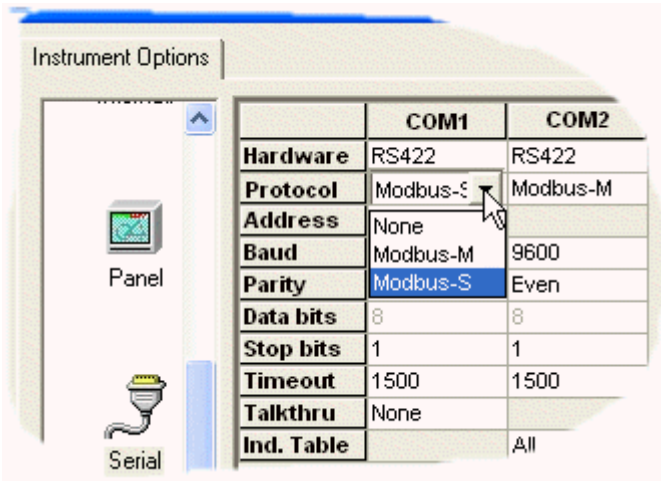 Instrument Options
COM1 COM2
Hardware RS422 RS422
Protocol Modbus-S Modbus-M
Address
None
Baud Modbus-M 9600
Parity Modbus-S Even
Data bits 8 8
Stop bits 1 1
Timeout 1500 1500
Talkthru None
Ind. Table All
Panel
Serial